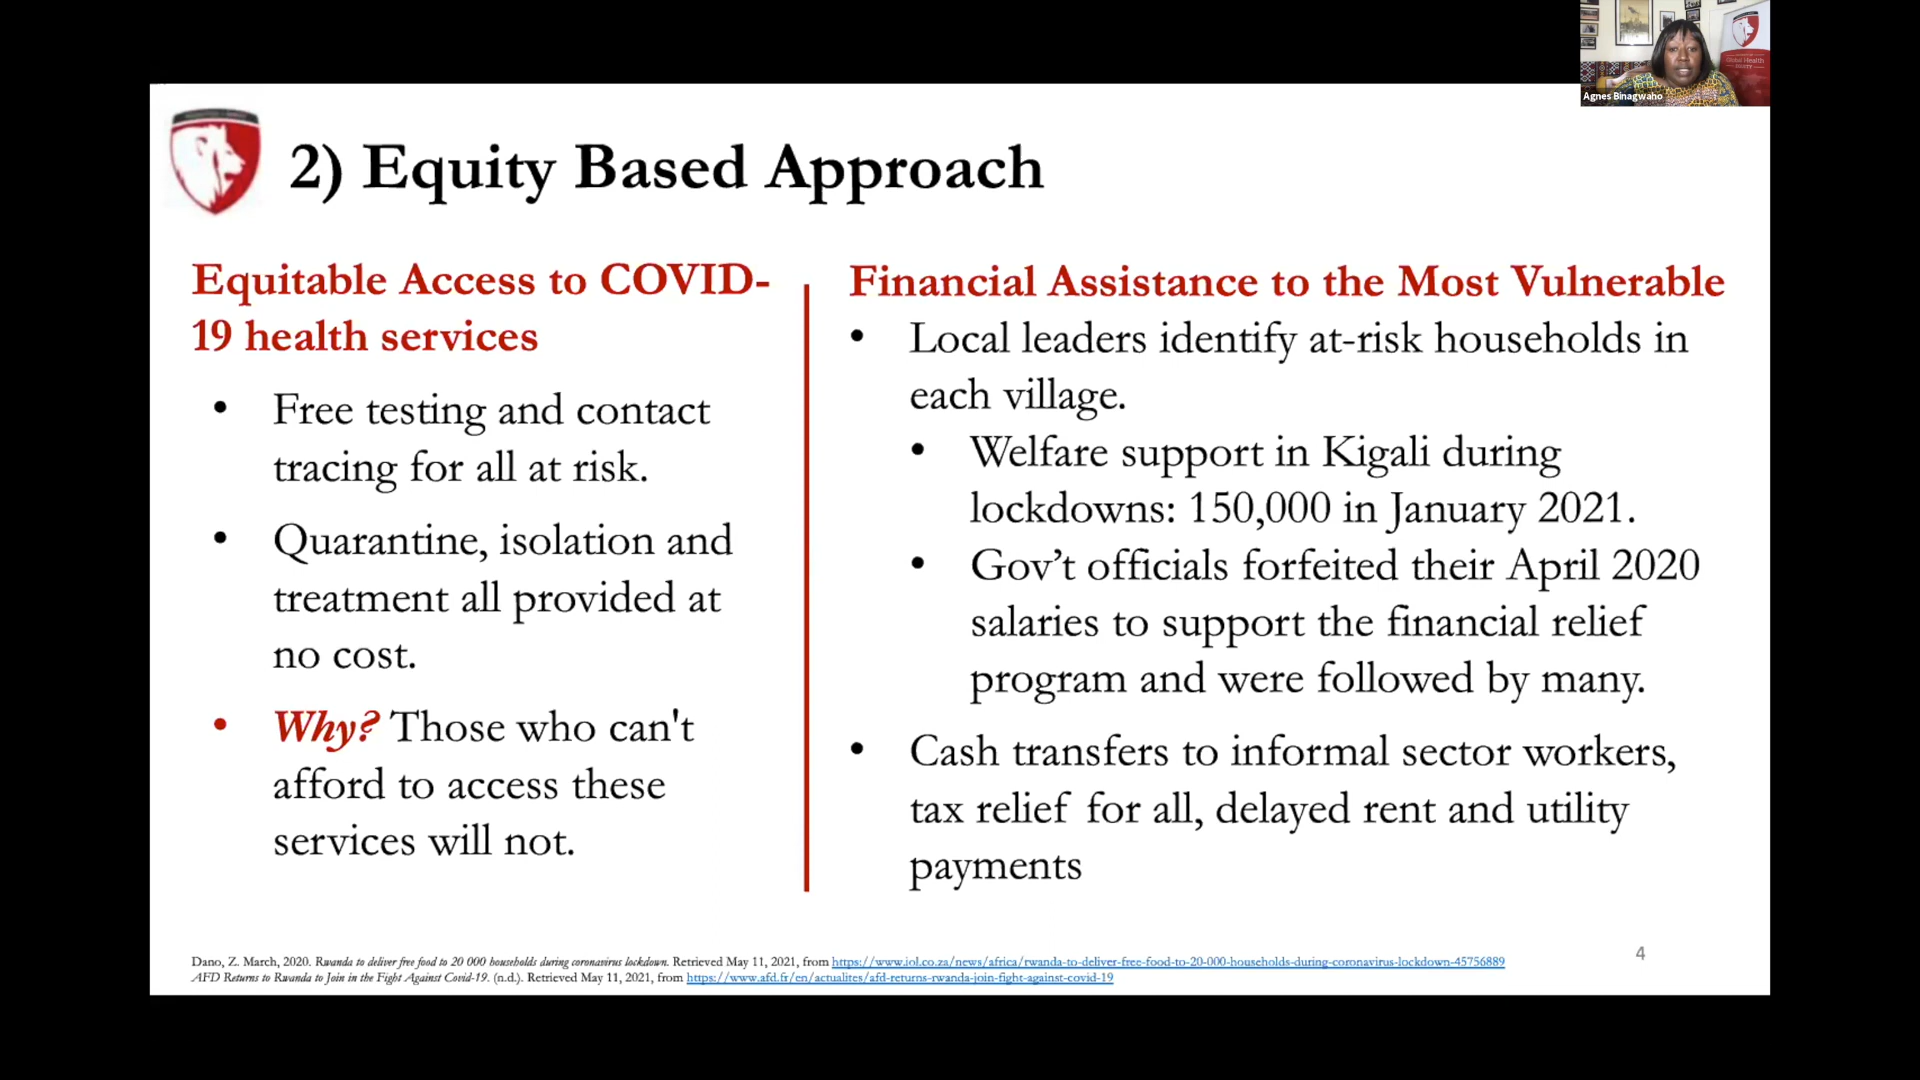 Agnes Binagwaho
Global Health
2) Equity Based Approach
Equitable Access to COVID-
19 health services
• Free testing and contact
tracing for all at risk.
• Quarantine, isolation and
treatment all provided at
no cost.
• Why? Those who can't
afford to access these
services will not.
Financial Assistance to the Most Vulnerable
• Local leaders identify at-risk households in
each village.
• Welfare support in Kigali during
lockdowns: 150,000 in January 2021.
• Gov’t officials forfeited their April 2020
salaries to support the financial relief
program and were followed by many.
• Cash transfers to informal sector workers,
tax relief for all, delayed rent and utility
payments
Dano, Z. March, 2020. Rwanda to deliver free food to 20 000 households during coronavirus lockdown. Retrieved May 11, 2021, from https://www.iol.co.za/news/africa/rwanda-to-deliver-free-food-to-20-000-households-during-coronavirus-lockdown-45756889
AFD Returns to Rwanda to Join in the Fight Against Covid-19. (n.d.). Retrieved May 11, 2021, from https://www.afd.fr/en/actualites/afd-returns-rwanda-join-fight-against-covid-19
4